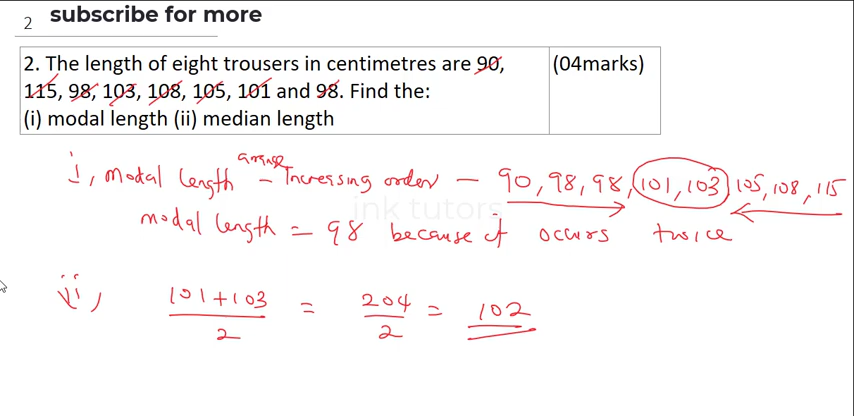 subscribe for more
2
2. The length of eight trousers in centimetres are 90, (04marks)
115, 98, 103, 108, 105, 101 and 98. Find the:
(i) modal length (ii) median length
i, modal length arrange - Increasing order - 90, 98, 98, 101, 103, 105, 108, 115
ink tutors
modal length = 98 because it occurs twice
ii, 101+103/2 = 204/2 = 102